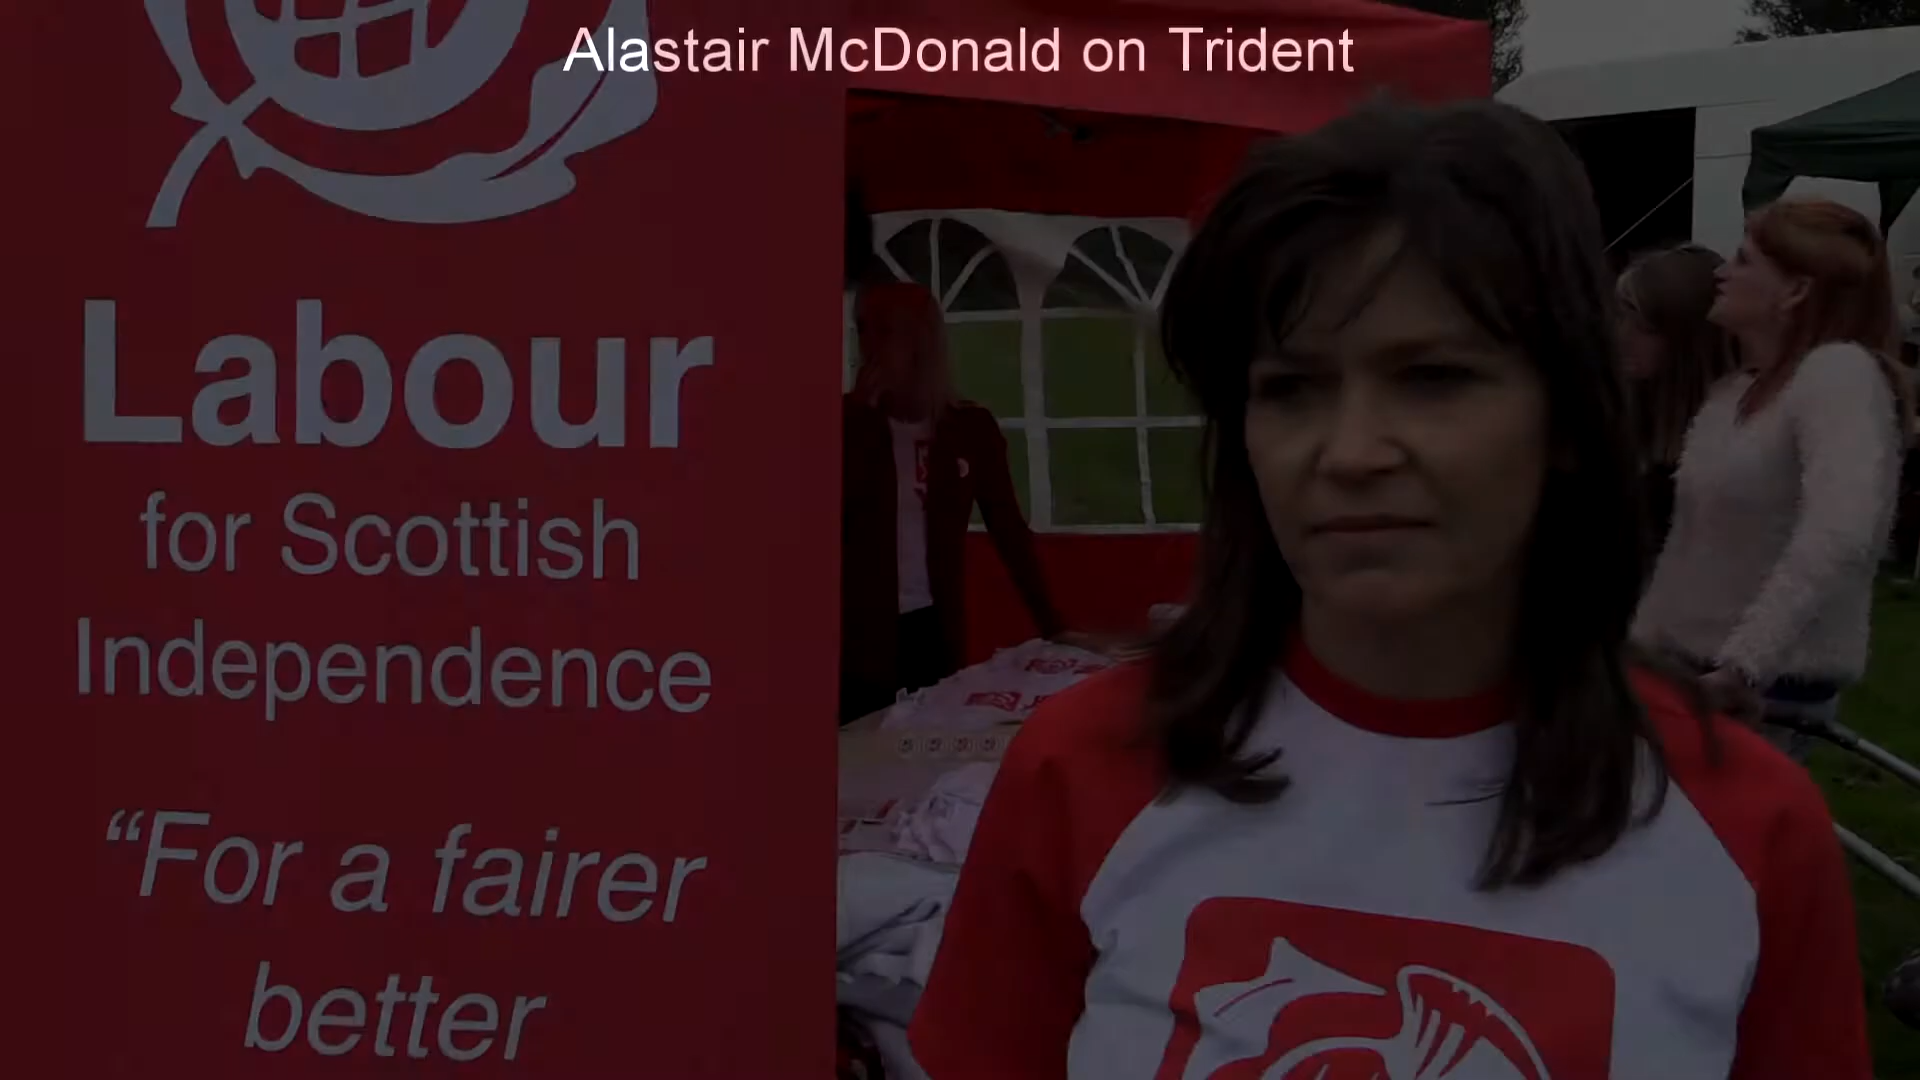 Alastair McDonald on Trident
Labour
for Scottish
Independence
“For a fairer
better